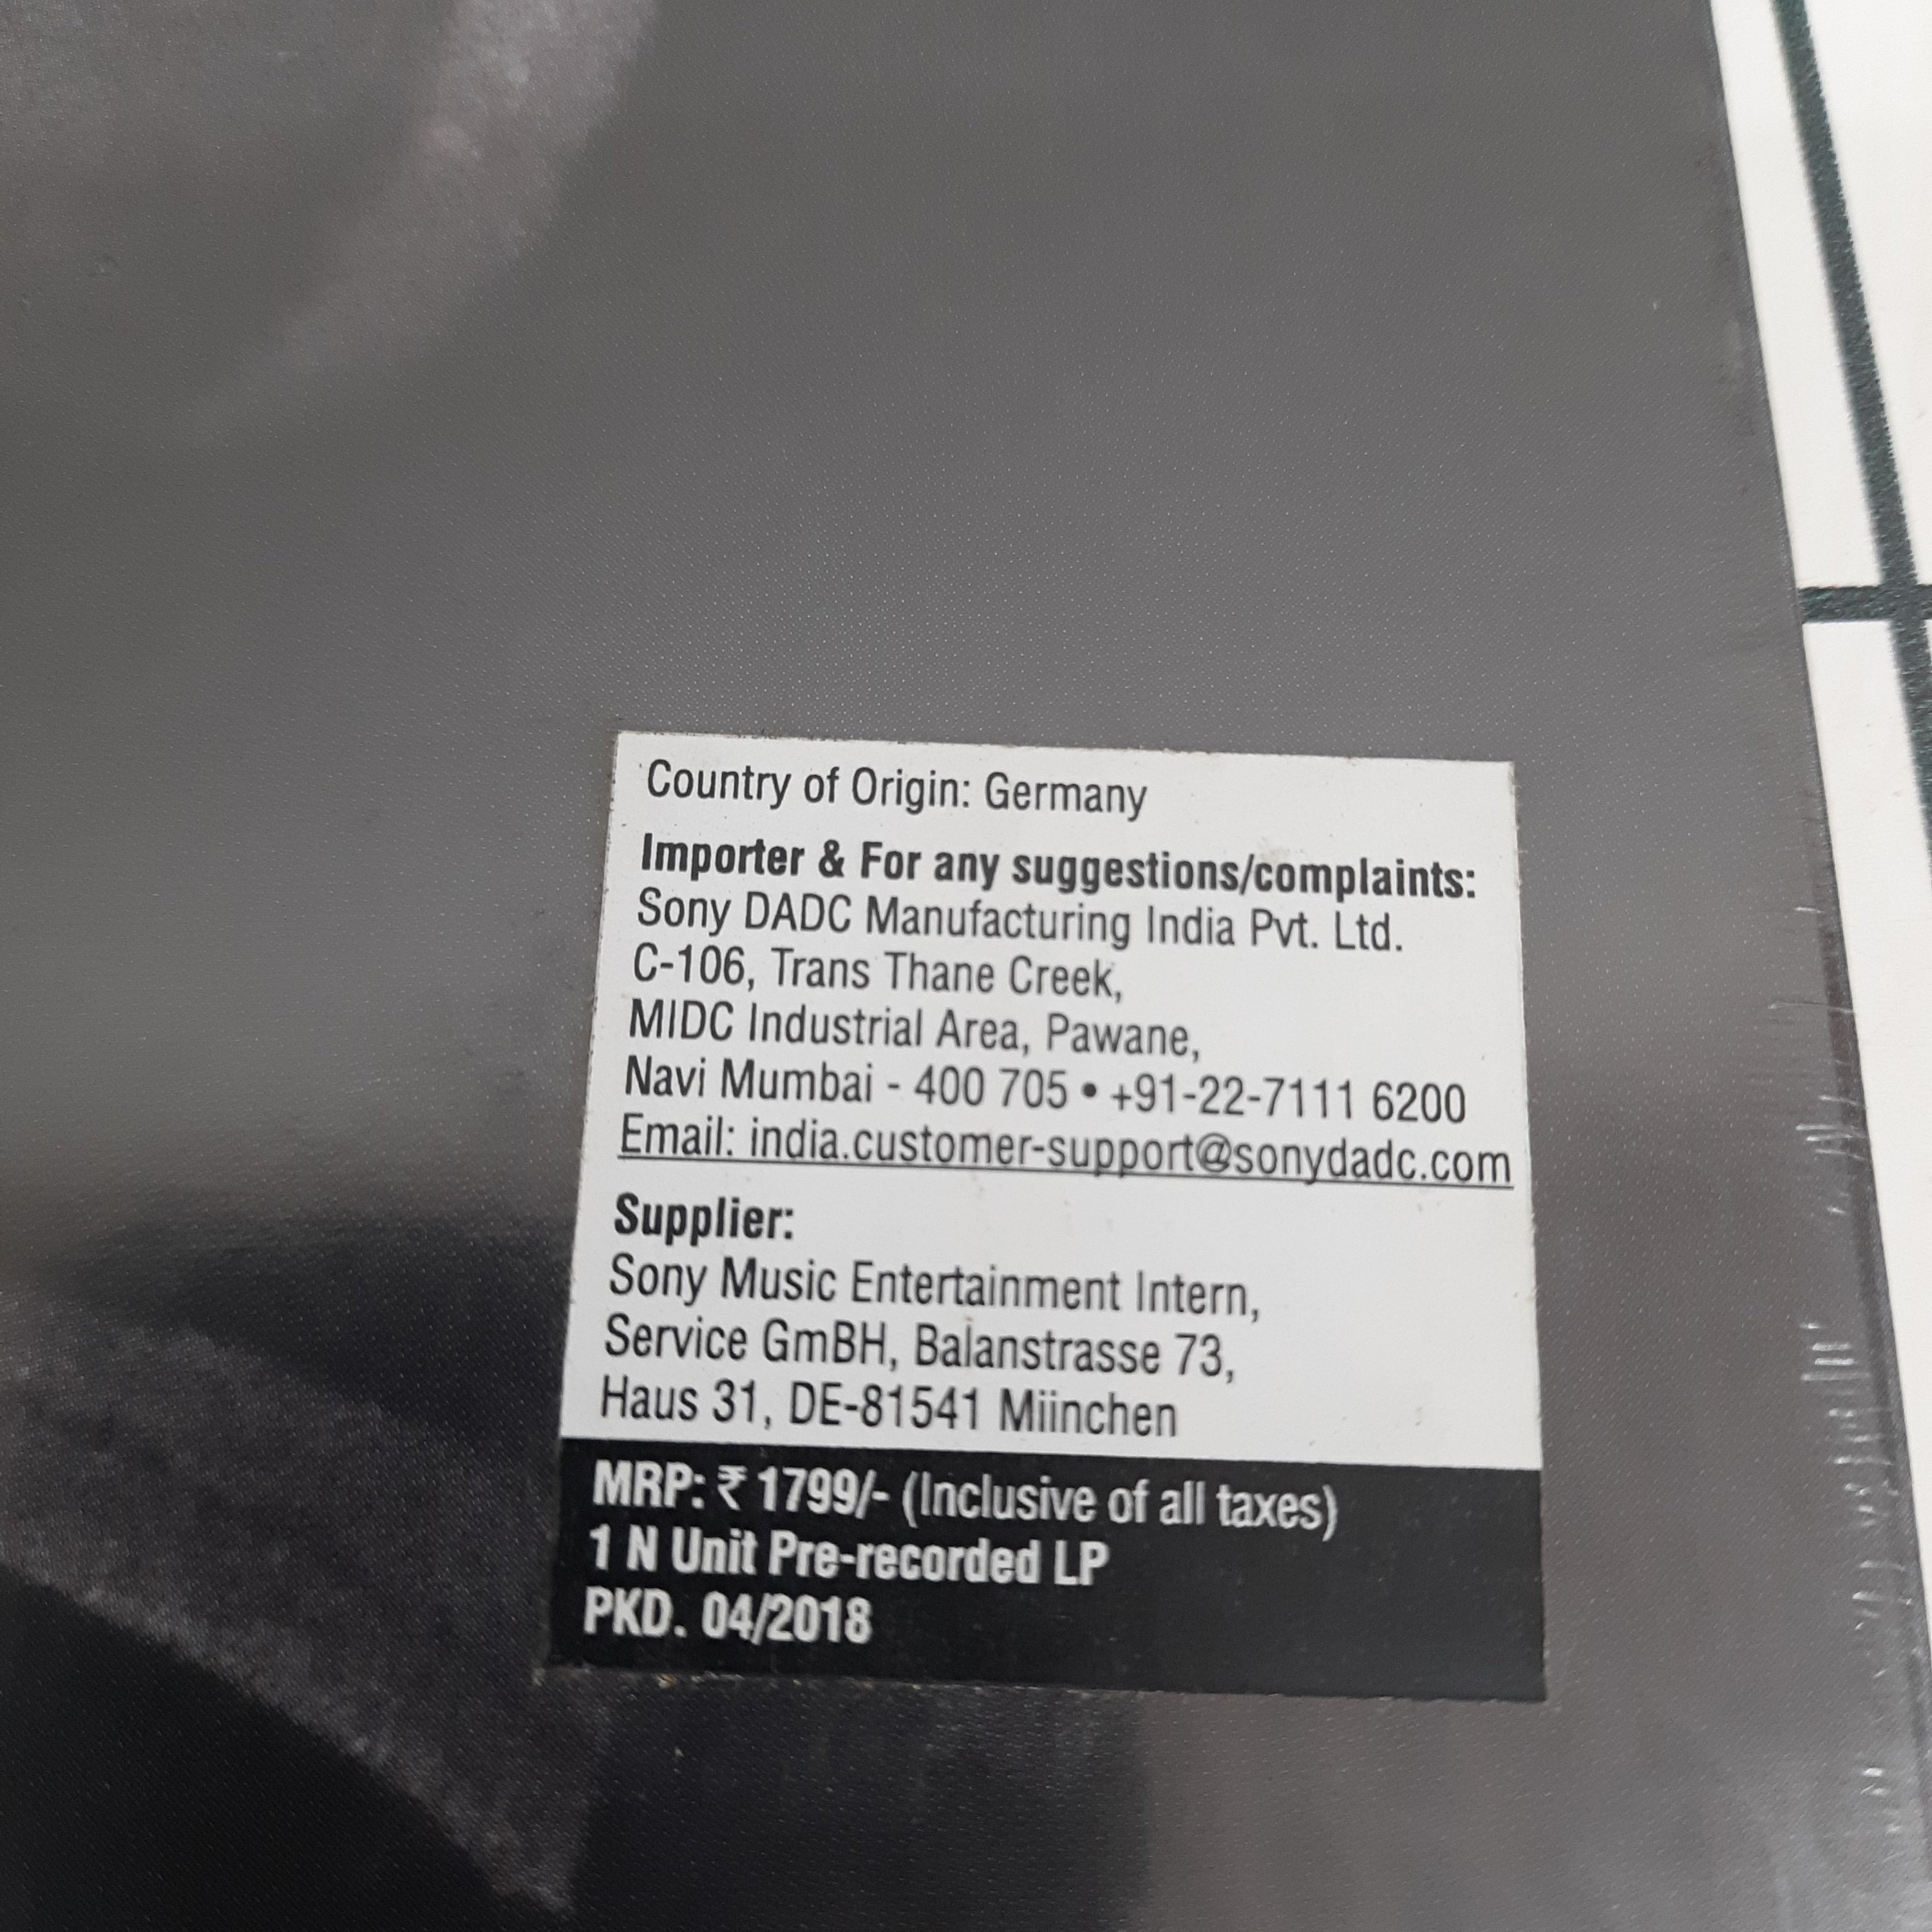 Country of Origin: Germany
Importer & For any suggestions/complaints:
Sony DADC Manufacturing India Pvt. Ltd.
C-106, Trans Thane Creek,
MIDC Industrial Area, Pawane,
Navi Mumbai - 400 705 • +91-22-7111 6200
Email: india.customer-support@sonydadc.com
Supplier:
Sony Music Entertainment Intern,
Service GmBH, Balanstrasse 73,
Haus 31, DE-81541 Miinchen
MRP: ₹ 1799/- (Inclusive of all taxes)
1 N Unit Pre-recorded LP
PKD. 04/2018